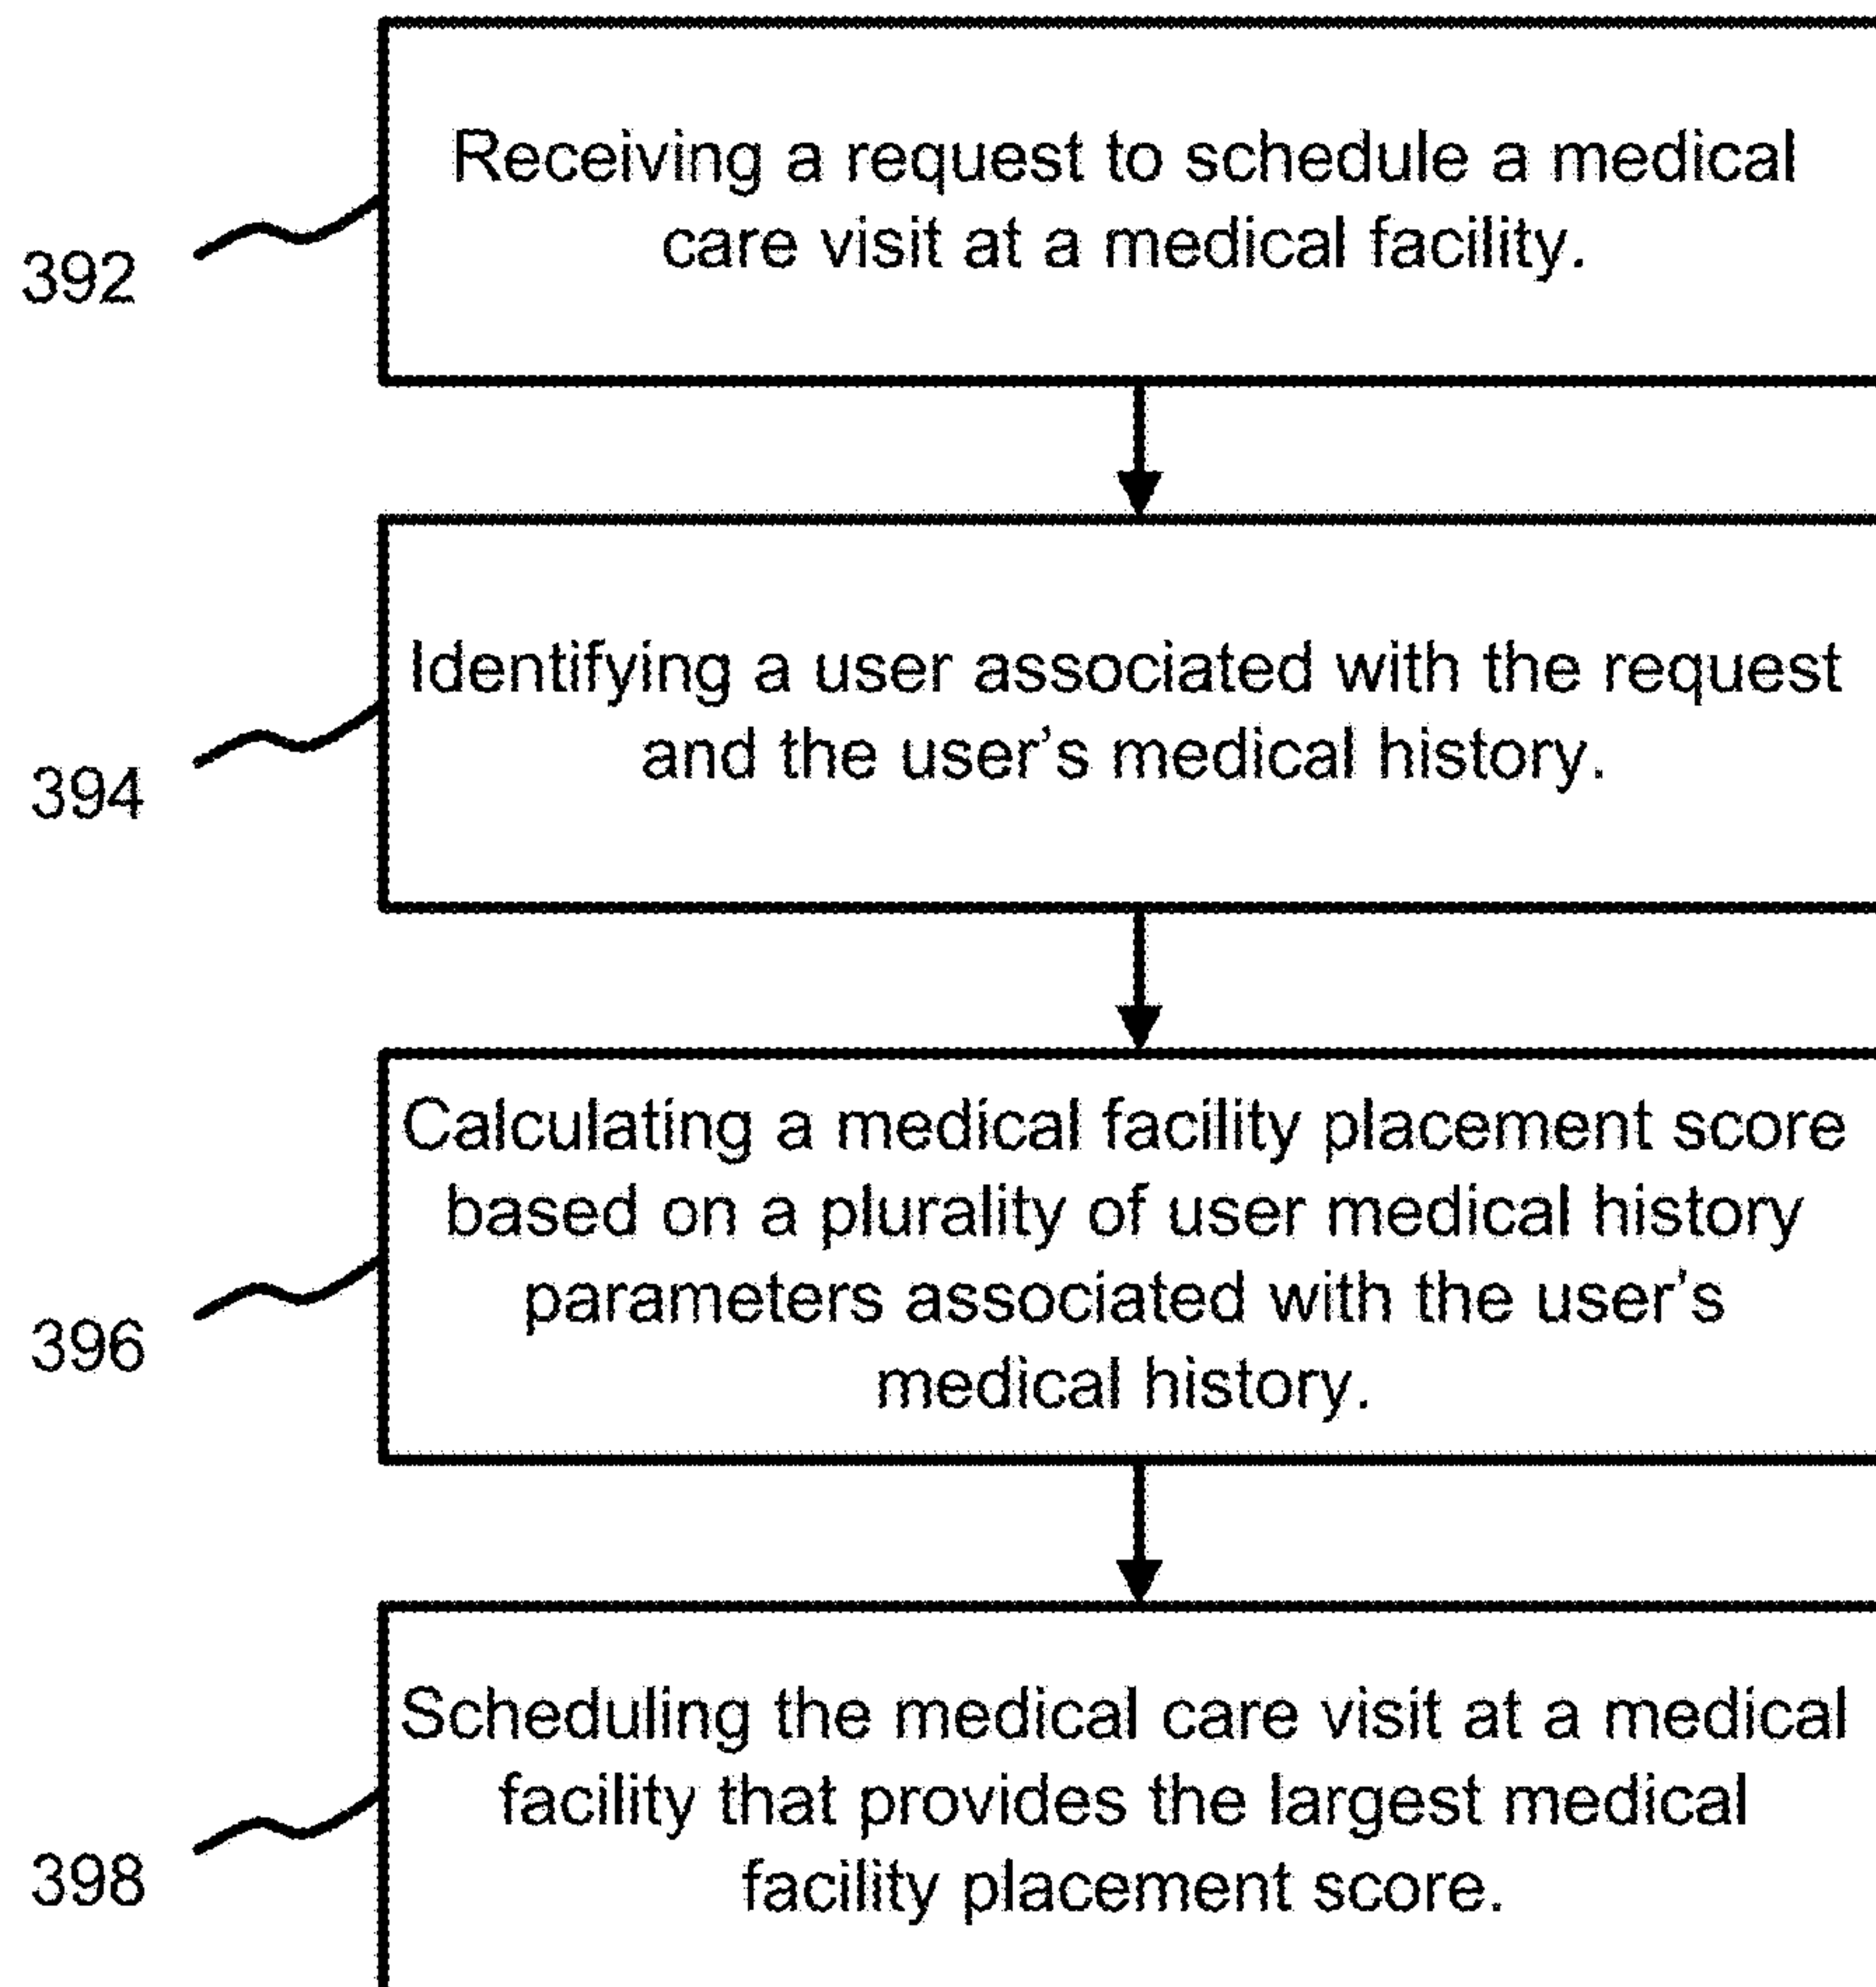 Receiving a request to schedule a medical
care visit at a medical facility.
392
Identifying a user associated with the request
and the user's medical history.
394
Calculating a medical facility placement score
based on a plurality of user medical history
parameters associated with the user's
medical history.
396
Scheduling the medical care visit at a medical
facility that provides the largest medical
facility placement score.
398